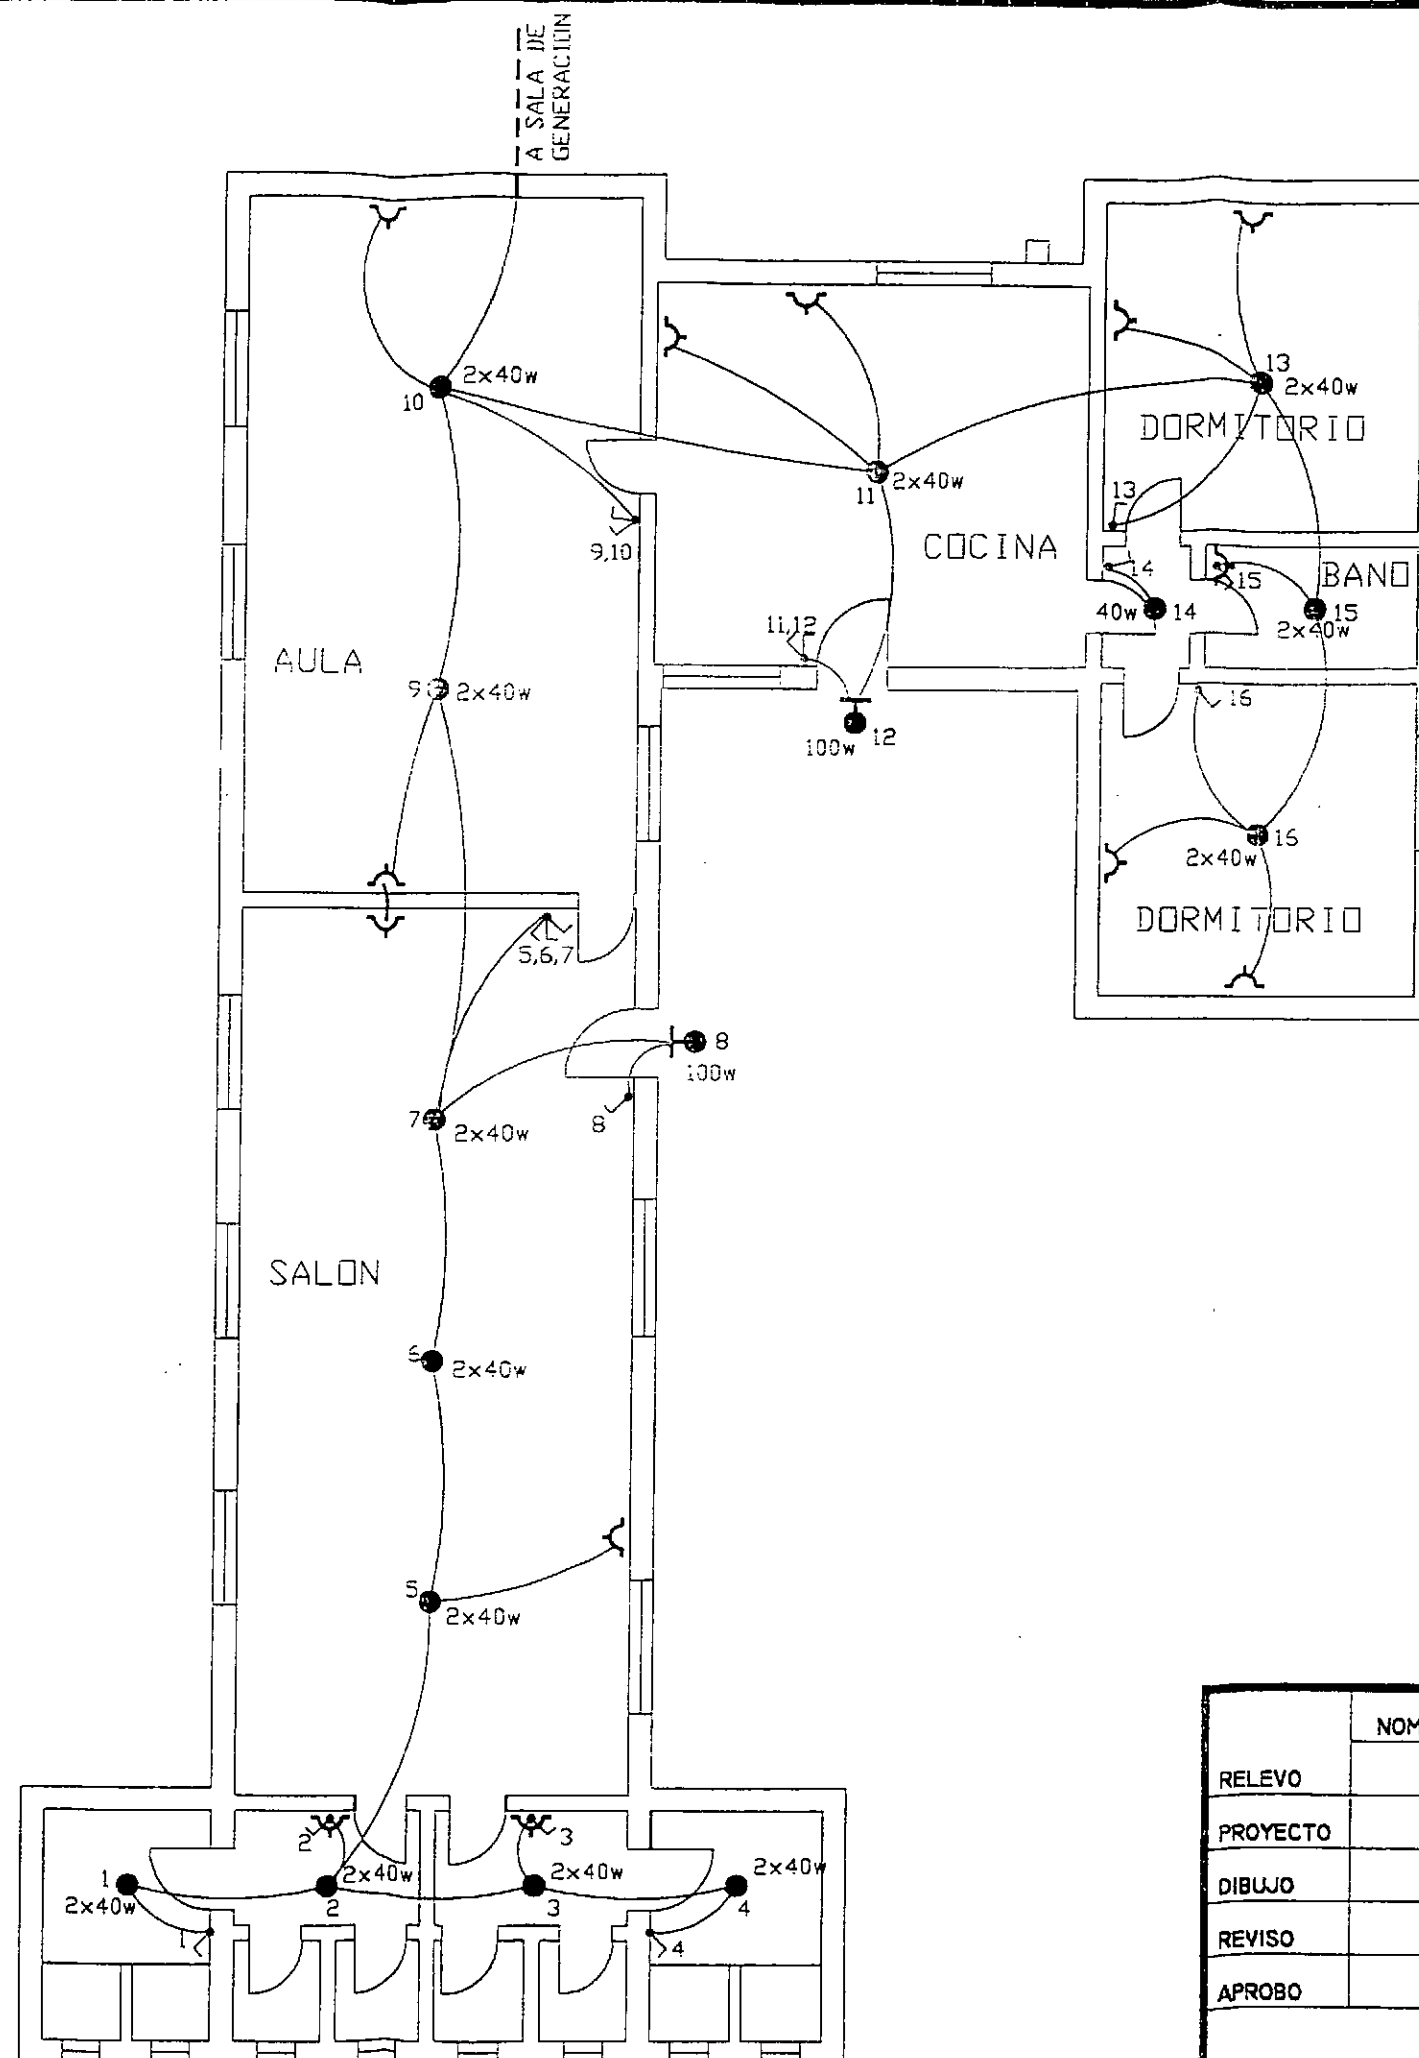 A SALA DE
GENERACION
2x40w
10
13
2x40w
DORMITORIO
11
2x40w
13
9,10
COCINA
14
15
BANO
40w
14
15
2x40w
11,12
AULA
9
2x40w
16
100w
12
16
2x40w
DORMITORIO
5,6,7
8
100w
7
2x40w
8
SALON
6
2x40w
5
2x40w
NOM
RELEVO
PROYECTO
DIBUJO
REVISO
APROBO
2
3
1
2x40w
2x40w
2x40w
2x40w
2
3
4
1
4